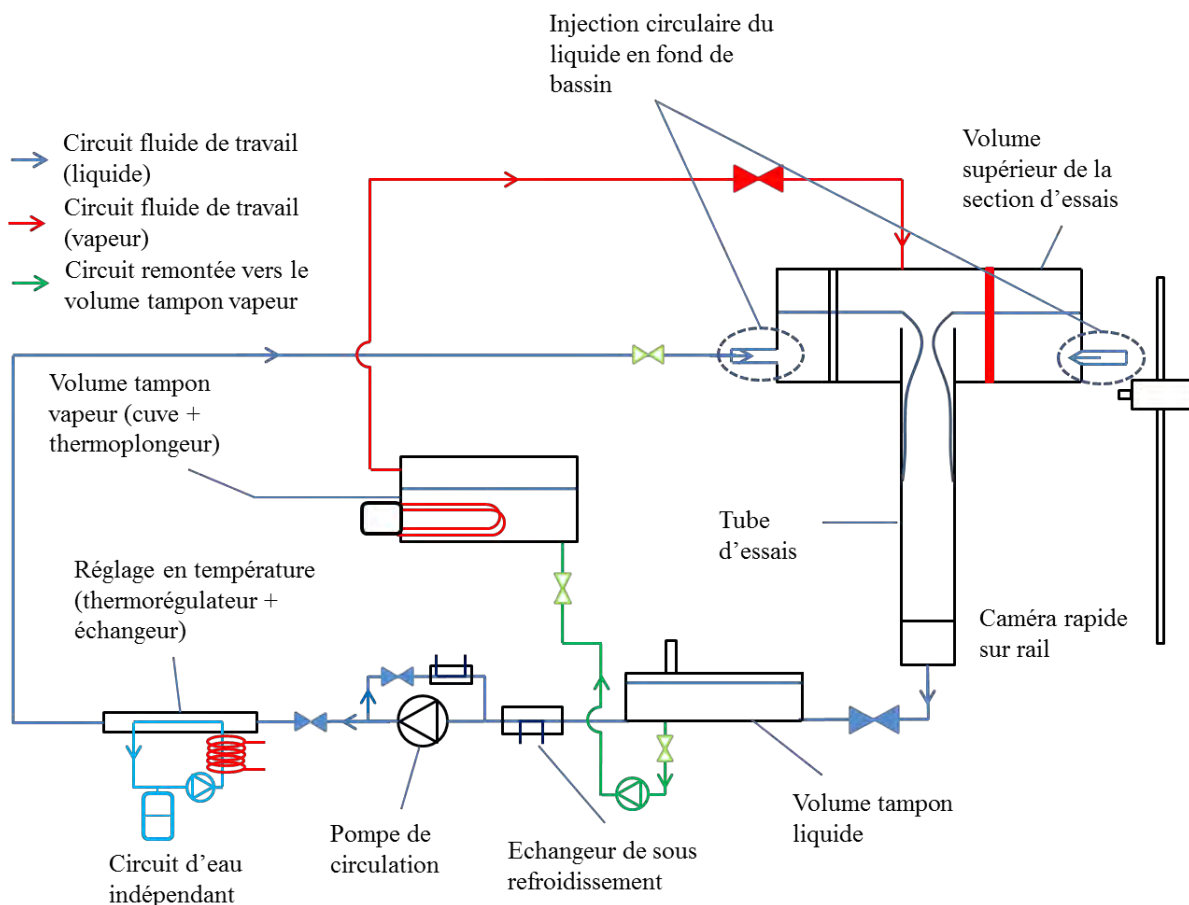 Injection circulaire du
liquide en fond de
bassin
Circuit fluide de travail
(liquide)
Circuit fluide de travail
(vapeur)
Circuit remontée vers le
volume tampon vapeur
Volume
supérieur de la
section d’essais
Volume tampon
vapeur (cuve +
thermoplongeur)
Tube
d’essais
Réglage en température
(thermorégulateur +
échangeur)
Caméra rapide
sur rail
Circuit d’eau
indépendant
Pompe de
circulation
Echangeur de sous
refroidissement
Volume tampon
liquide